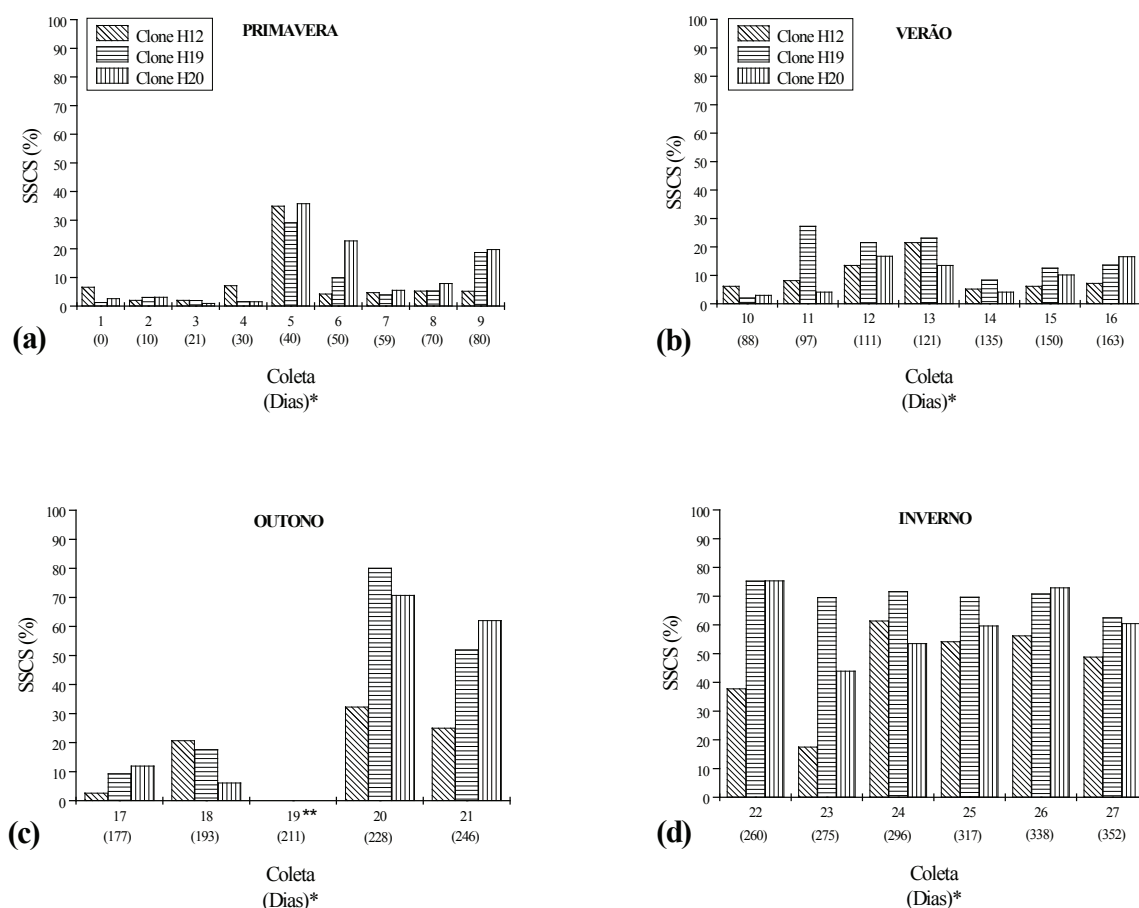 PRIMAVERA
Clone H12
Clone H19
Clone H20
SSCS (%)
100
90
80
70
60
50
40
30
20
10
0
1 2 3 4 5 6 7 8 9
(0) (10) (21) (30) (40) (50) (59) (70) (80)
(a)
Coleta
(Dias)*
VERÃO
Clone H12
Clone H19
Clone H20
SSCS (%)
100
90
80
70
60
50
40
30
20
10
0
10 11 12 13 14 15 16
(88) (97) (111) (121) (135) (150) (163)
(b)
Coleta
(Dias)*
OUTONO
SSCS (%)
100
90
80
70
60
50
40
30
20
10
0
17 18 19** 20 21
(177) (193) (211) (228) (246)
(c)
Coleta
(Dias)*
INVERNO
SSCS (%)
100
90
80
70
60
50
40
30
20
10
0
22 23 24 25 26 27
(260) (275) (296) (317) (338) (352)
(d)
Coleta
(Dias)*